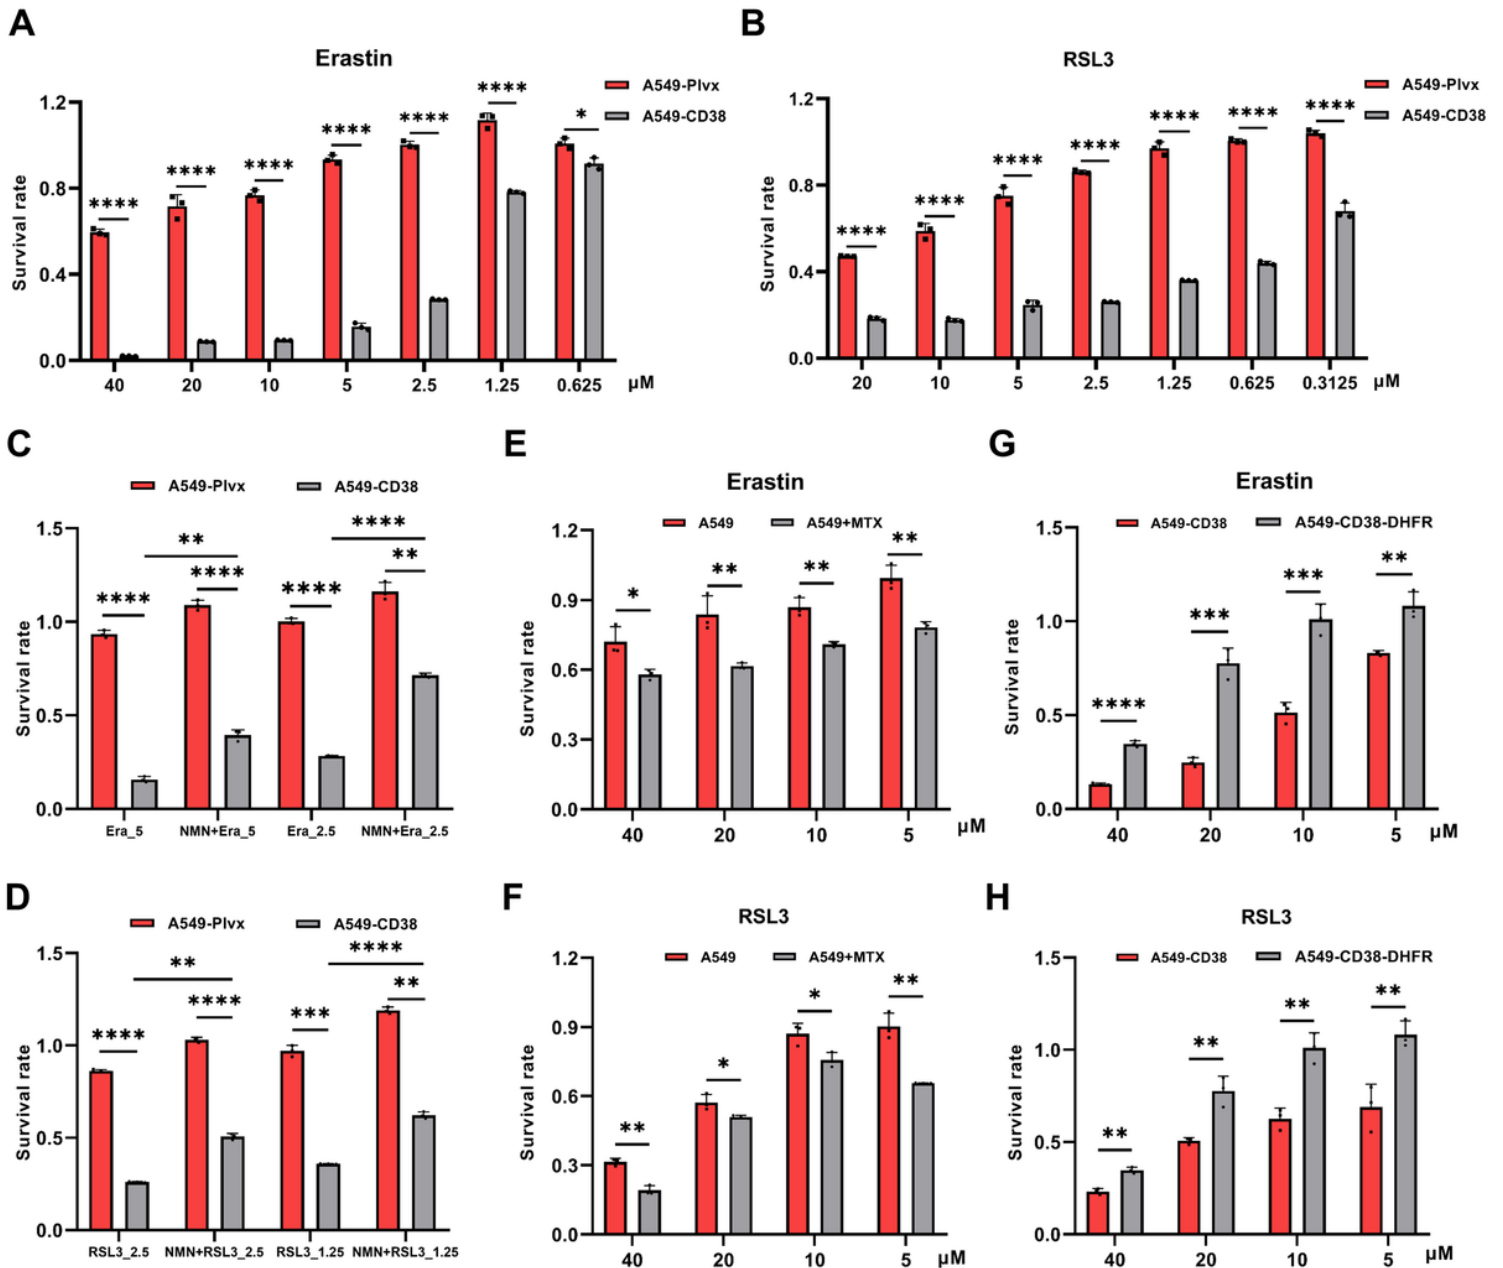 A
Erastin
A549-Plvx
A549-CD38
Survival rate
1.2
0.8
0.4
0.0
**** **** **** **** **** **** *
40 20 10 5 2.5 1.25 0.625 μM
B
RSL3
A549-Plvx
A549-CD38
Survival rate
1.2
0.8
0.4
0.0
**** **** **** **** **** **** ****
20 10 5 2.5 1.25 0.625 0.3125 μM
C
A549-Plvx A549-CD38
Survival rate
1.5
1.0
0.5
0.0
** ****
**** **** **** **
Era_5 NMN+Era_5 Era_2.5 NMN+Era_2.5
E
Erastin
A549 A549+MTX
Survival rate
1.2
0.9
0.6
0.3
0.0
* ** ** **
40 20 10 5 μM
G
Erastin
A549-CD38 A549-CD38-DHFR
Survival rate
1.5
1.0
0.5
0.0
**** *** *** **
40 20 10 5 μM
D
A549-Plvx A549-CD38
Survival rate
1.5
1.0
0.5
0.0
** ****
**** **** *** **
RSL3_2.5 NMN+RSL3_2.5 RSL3_1.25 NMN+RSL3_1.25
F
RSL3
A549 A549+MTX
Survival rate
1.2
0.9
0.6
0.3
0.0
** * * **
40 20 10 5 μM
H
RSL3
A549-CD38 A549-CD38-DHFR
Survival rate
1.5
1.0
0.5
0.0
** ** ** **
40 20 10 5 μM